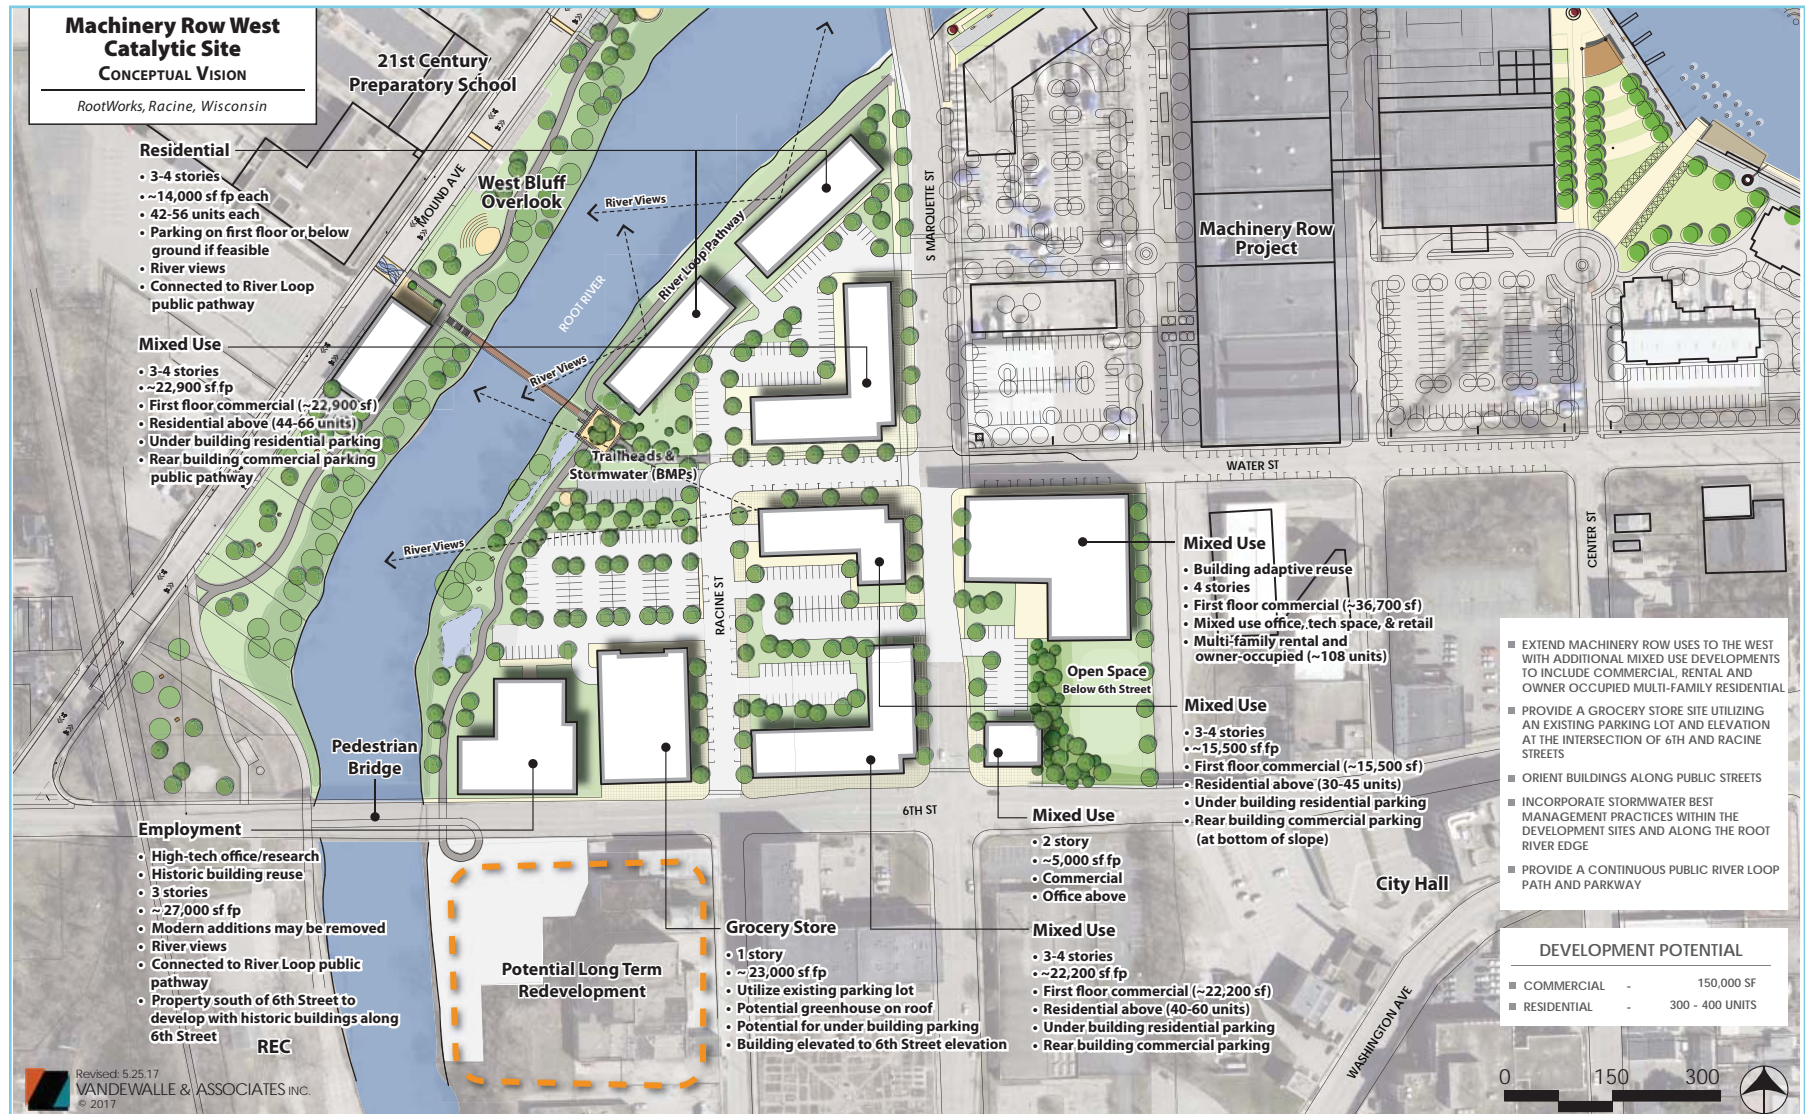 Machinery Row West
Catalytic Site
Conceptual Vision
RootWorks, Racine, Wisconsin
21st Century
Preparatory School
Residential
• 3-4 stories
• ~14,000 sf fp each
• 42-56 units each
• Parking on first floor or below
ground if feasible
• River views
• Connected to River Loop
public pathway
Mixed Use
• 3-4 stories
• ~22,900 sf fp
• First floor commercial (~22,900 sf)
• Residential above (44-66 units)
• Under building residential parking
• Rear building commercial parking
public pathway
MOUND AVE
West Bluff
Overlook
River Views
ROOT RIVER
River Loop Pathway
River Views
Trailheads &
Stormwater (BMPs)
River Views
S MARQUETTE ST
Machinery Row
Project
WATER ST
CENTER ST
RACINE ST
Mixed Use
• Building adaptive reuse
• 4 stories
• First floor commercial (~36,700 sf)
• Mixed use office, tech space, & retail
• Multi-family rental and
owner-occupied (~108 units)
Open Space
Below 6th Street
Mixed Use
• 3-4 stories
• ~15,500 sf fp
• First floor commercial (~15,500 sf)
• Residential above (30-45 units)
• Under building residential parking
• Rear building commercial parking
(at bottom of slope)
Pedestrian
Bridge
6TH ST
Employment
• High-tech office/research
• Historic building reuse
• 3 stories
• ~ 27,000 sf fp
• Modern additions may be removed
• River views
• Connected to River Loop public
pathway
• Property south of 6th Street to
develop with historic buildings along
6th Street
REC
Potential Long Term
Redevelopment
Grocery Store
• 1 story
• ~ 23,000 sf fp
• Utilize existing parking lot
• Potential greenhouse on roof
• Potential for under building parking
• Building elevated to 6th Street elevation
Mixed Use
• 2 story
• ~5,000 sf fp
• Commercial
• Office above
Mixed Use
• 3-4 stories
• ~22,200 sf fp
• First floor commercial (~22,200 sf)
• Residential above (40-60 units)
• Under building residential parking
• Rear building commercial parking
City Hall
WASHINGTON AVE
■ EXTEND MACHINERY ROW USES TO THE WEST
WITH ADDITIONAL MIXED USE DEVELOPMENTS
TO INCLUDE COMMERCIAL, RENTAL AND
OWNER OCCUPIED MULTI-FAMILY RESIDENTIAL
■ PROVIDE A GROCERY STORE SITE UTILIZING
AN EXISTING PARKING LOT AND ELEVATION
AT THE INTERSECTION OF 6TH AND RACINE
STREETS
■ ORIENT BUILDINGS ALONG PUBLIC STREETS
■ INCORPORATE STORMWATER BEST
MANAGEMENT PRACTICES WITHIN THE
DEVELOPMENT SITES AND ALONG THE ROOT
RIVER EDGE
■ PROVIDE A CONTINUOUS PUBLIC RIVER LOOP
PATH AND PARKWAY
DEVELOPMENT POTENTIAL
■ COMMERCIAL - 150,000 SF
■ RESIDENTIAL - 300 - 400 UNITS
0 150 300
Revised: 5.25.17
VANDEWALLE & ASSOCIATES INC.
© 2017